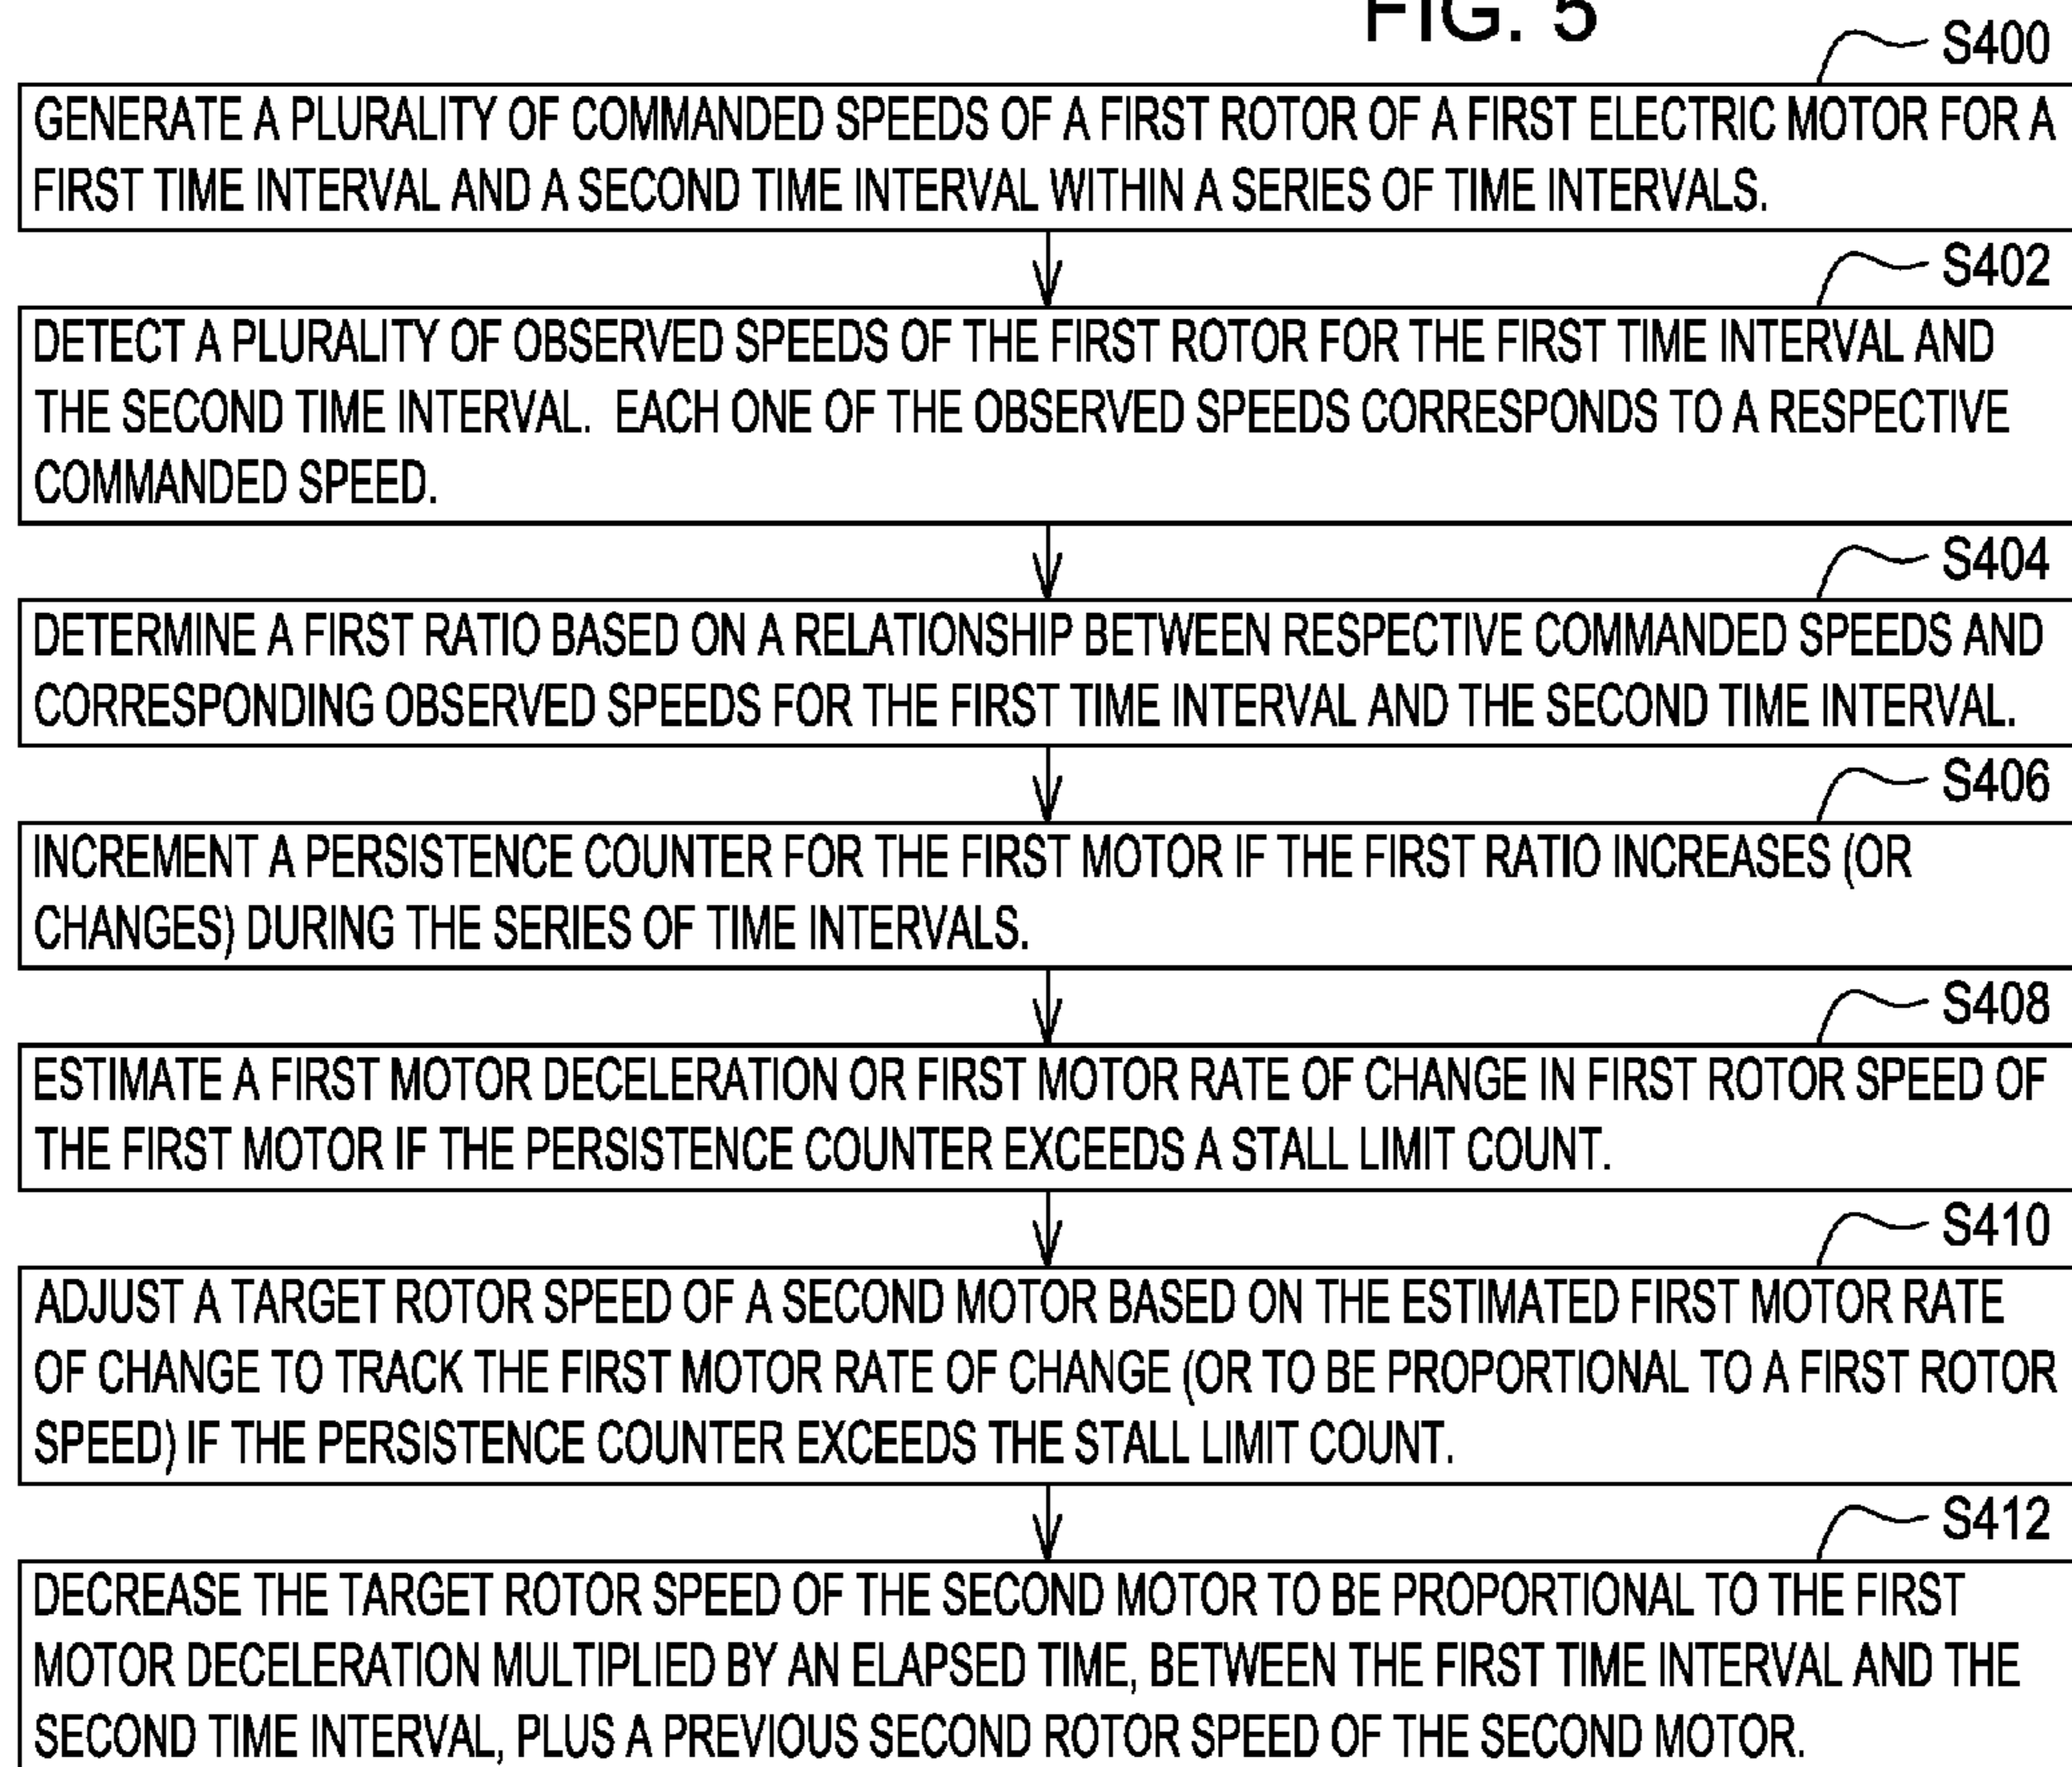 FIG. 5
S400
GENERATE A PLURALITY OF COMMANDED SPEEDS OF A FIRST ROTOR OF A FIRST ELECTRIC MOTOR FOR A
FIRST TIME INTERVAL AND A SECOND TIME INTERVAL WITHIN A SERIES OF TIME INTERVALS.
S402
DETECT A PLURALITY OF OBSERVED SPEEDS OF THE FIRST ROTOR FOR THE FIRST TIME INTERVAL AND
THE SECOND TIME INTERVAL. EACH ONE OF THE OBSERVED SPEEDS CORRESPONDS TO A RESPECTIVE
COMMANDED SPEED.
S404
DETERMINE A FIRST RATIO BASED ON A RELATIONSHIP BETWEEN RESPECTIVE COMMANDED SPEEDS AND
CORRESPONDING OBSERVED SPEEDS FOR THE FIRST TIME INTERVAL AND THE SECOND TIME INTERVAL.
S406
INCREMENT A PERSISTENCE COUNTER FOR THE FIRST MOTOR IF THE FIRST RATIO INCREASES (OR
CHANGES) DURING THE SERIES OF TIME INTERVALS.
S408
ESTIMATE A FIRST MOTOR DECELERATION OR FIRST MOTOR RATE OF CHANGE IN FIRST ROTOR SPEED OF
THE FIRST MOTOR IF THE PERSISTENCE COUNTER EXCEEDS A STALL LIMIT COUNT.
S410
ADJUST A TARGET ROTOR SPEED OF A SECOND MOTOR BASED ON THE ESTIMATED FIRST MOTOR RATE
OF CHANGE TO TRACK THE FIRST MOTOR RATE OF CHANGE (OR TO BE PROPORTIONAL TO A FIRST ROTOR
SPEED) IF THE PERSISTENCE COUNTER EXCEEDS THE STALL LIMIT COUNT.
S412
DECREASE THE TARGET ROTOR SPEED OF THE SECOND MOTOR TO BE PROPORTIONAL TO THE FIRST
MOTOR DECELERATION MULTIPLIED BY AN ELAPSED TIME, BETWEEN THE FIRST TIME INTERVAL AND THE
SECOND TIME INTERVAL, PLUS A PREVIOUS SECOND ROTOR SPEED OF THE SECOND MOTOR.